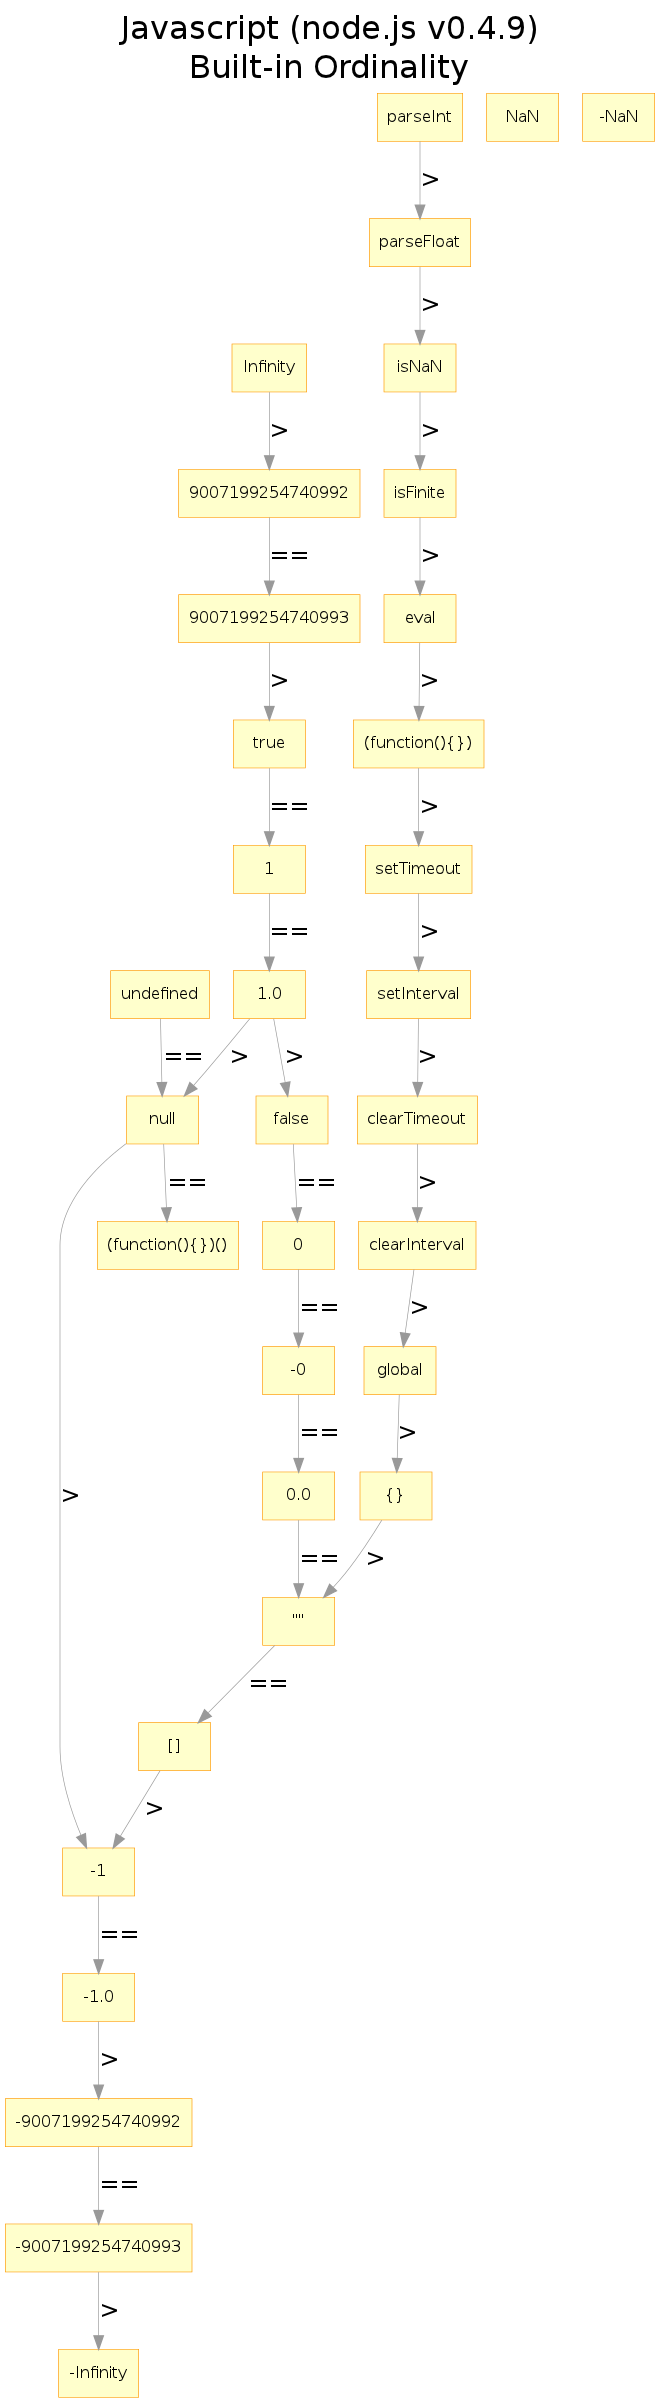 Javascript (node.js v0.4.9)
Built-in Ordinality
parseInt
NaN
-NaN
>
parseFloat
>
Infinity
isNaN
>
>
9007199254740992
isFinite
==
>
9007199254740993
eval
>
>
true
(function(){})
==
>
1
setTimeout
==
>
undefined
1.0
setInterval
==
>
>
>
null
false
clearTimeout
==
==
>
(function(){})()
0
clearInterval
==
>
-0
global
==
>
>
0.0
{}
==
>
""
==
[]
>
-1
==
-1.0
>
-9007199254740992
==
-9007199254740993
>
-Infinity